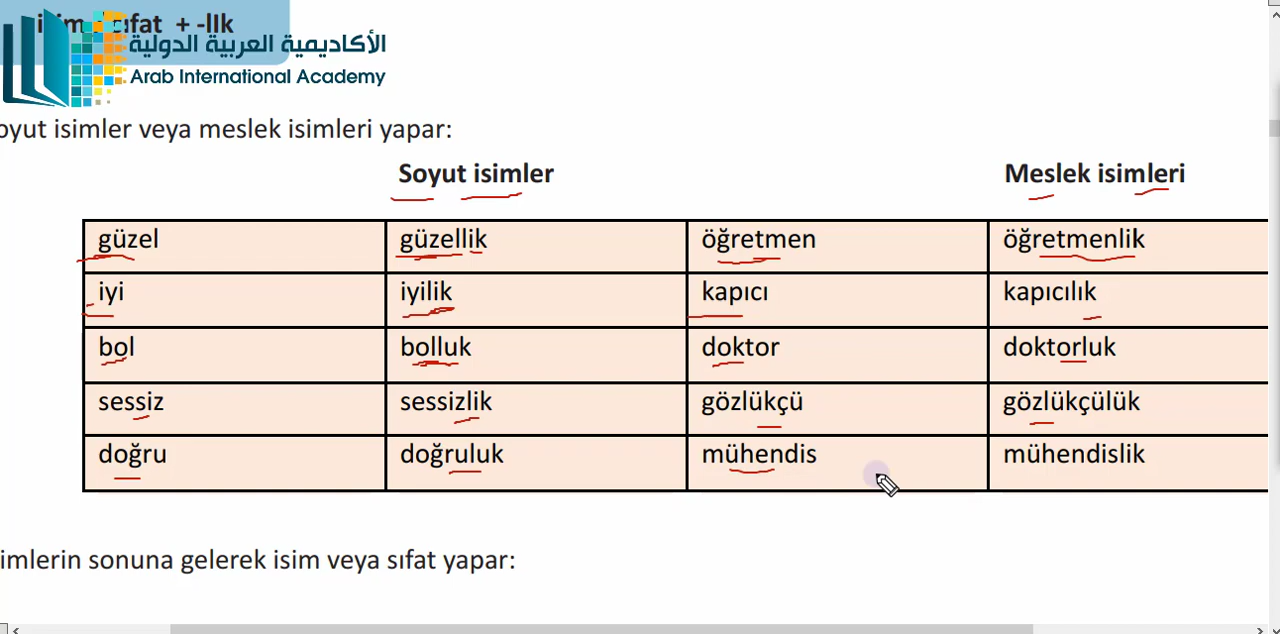 sıfat + -lIk
الأكاديمية العربية الدولية
Arab International Academy
oyut isimler veya meslek isimleri yapar:
Soyut isimler Meslek isimleri
güzel güzellik öğretmen öğretmenlik
iyi iyilik kapıcı kapıcılık
bol bolluk doktor doktorluk
sessiz sessizlik gözlükçü gözlükçülük
doğru doğruluk mühendis mühendislik
imlerin sonuna gelerek isim veya sıfat yapar: